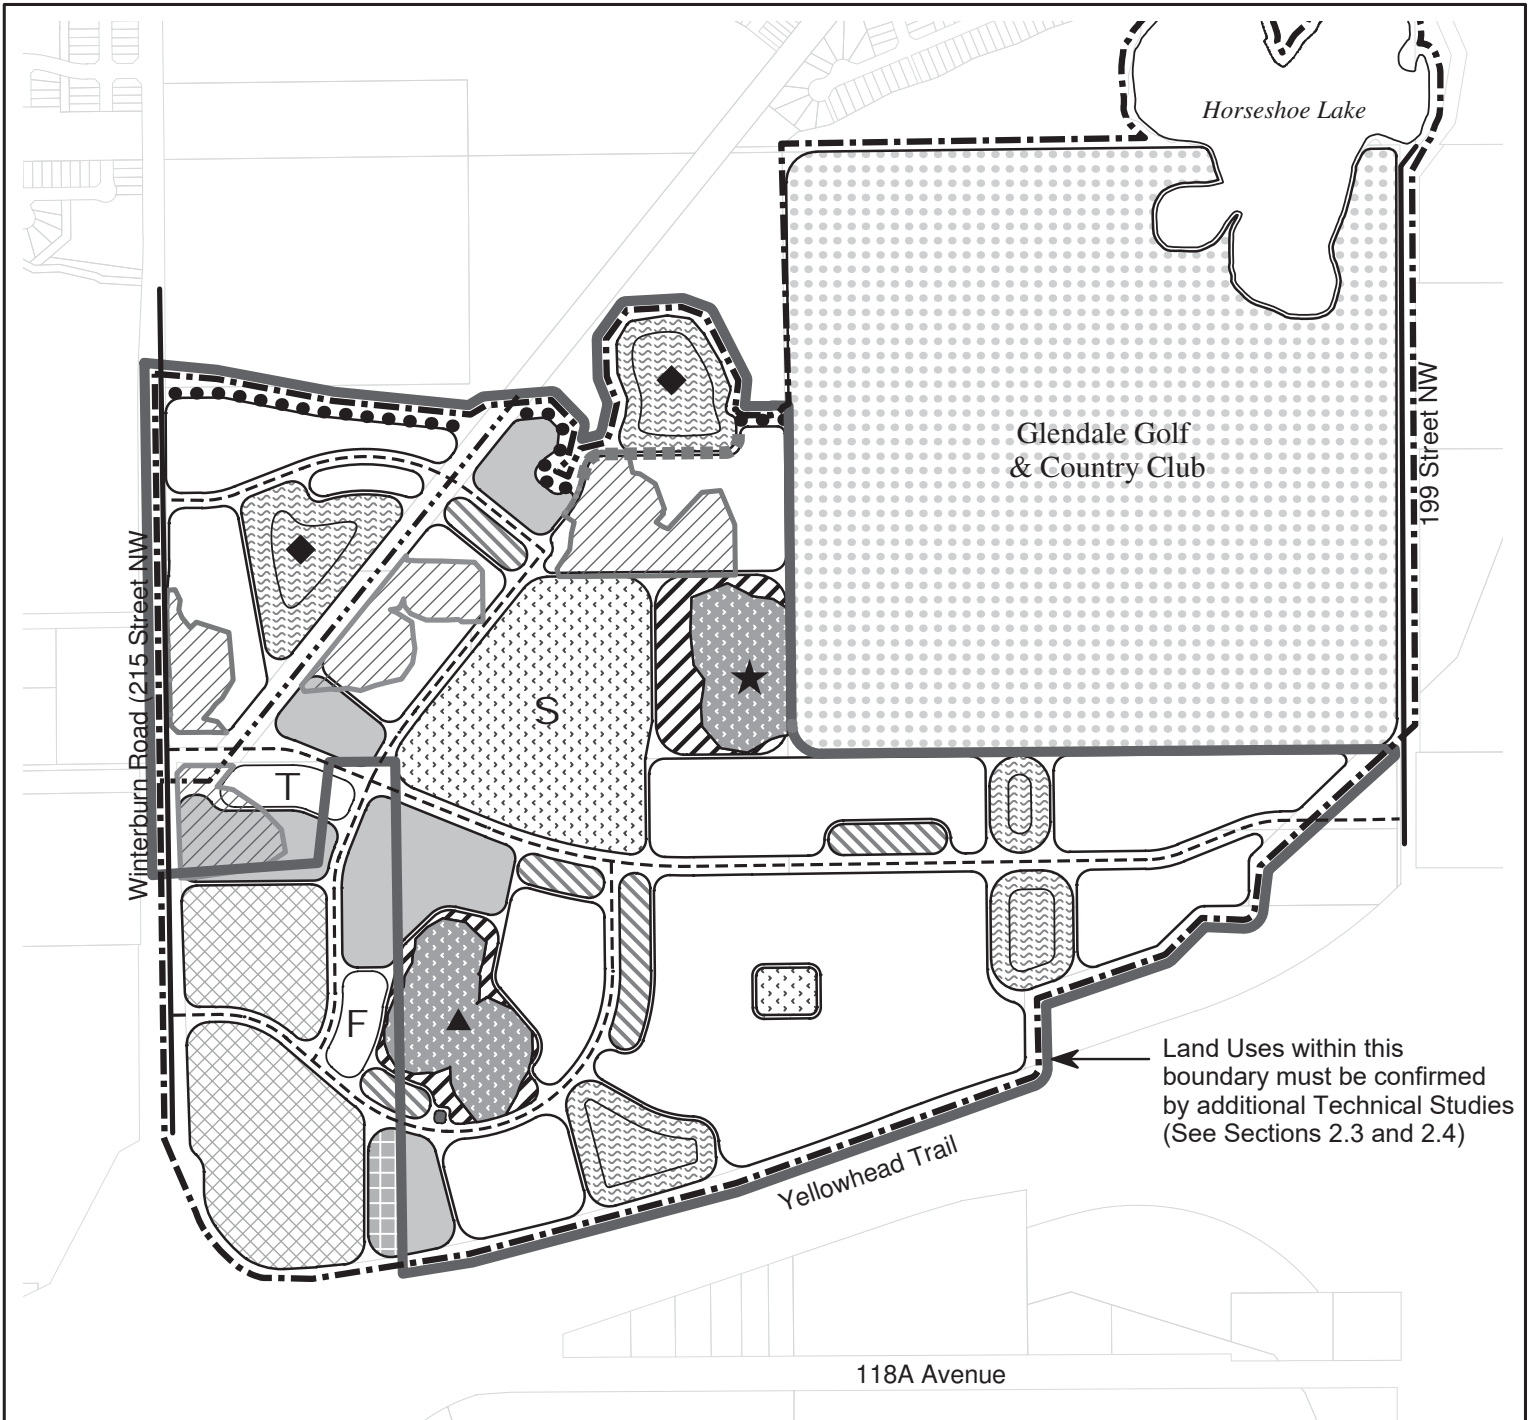 Horseshoe Lake
Glendale Golf
& Country Club
199 Street NW
Winterburn Road (215 Street NW
S
T
F
Land Uses within this
boundary must be confirmed
by additional Technical Studies
(See Sections 2.3 and 2.4)
Yellowhead Trail
118A Avenue